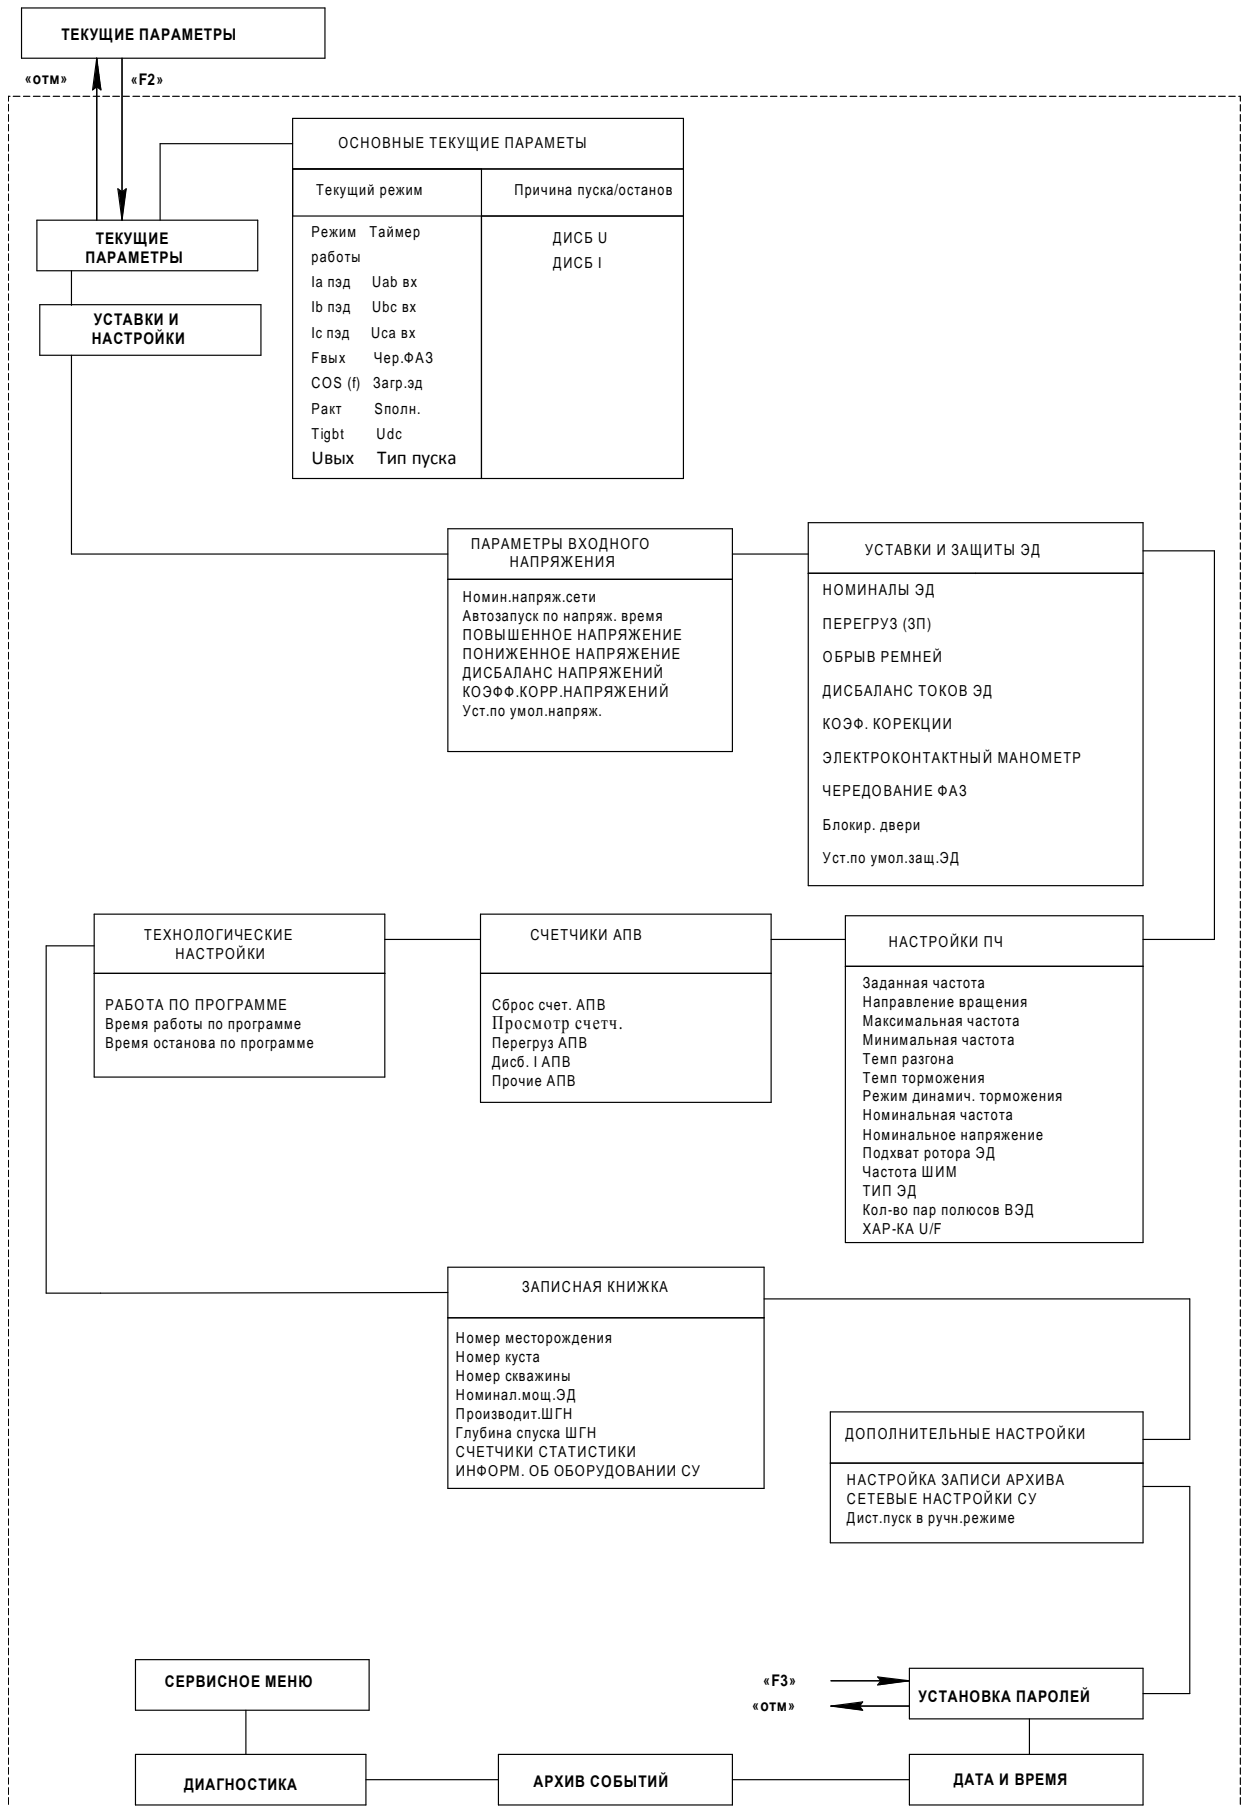 ТЕКУЩИЕ ПАРАМЕТРЫ
«отм» «F2»
ОСНОВНЫЕ ТЕКУЩИЕ ПАРАМЕТЫ
Текущий режим
Причина пуска/останов
Режим Таймер
работы
Ia пэд Uab вх
Ib пэд Ubc вх
Ic пэд Uca вх
Fвых Чер.ФАЗ
COS (f) Загр.эд
Ракт Sполн.
Tigbt Udc
Uвых Тип пуска
ДИСБ U
ДИСБ I
ТЕКУЩИЕ
ПАРАМЕТРЫ
УСТАВКИ И
НАСТРОЙКИ
ПАРАМЕТРЫ ВХОДНОГО
НАПРЯЖЕНИЯ
Номин.напряж.сети
Автозапуск по напряж. время
ПОВЫШЕННОЕ НАПРЯЖЕНИЕ
ПОНИЖЕННОЕ НАПРЯЖЕНИЕ
ДИСБАЛАНС НАПРЯЖЕНИЙ
КОЭФФ.КОРР.НАПРЯЖЕНИЙ
Уст.по умол.напряж.
УСТАВКИ И ЗАЩИТЫ ЭД
НОМИНАЛЫ ЭД
ПЕРЕГРУЗ (ЗП)
ОБРЫВ РЕМНЕЙ
ДИСБАЛАНС ТОКОВ ЭД
КОЭФ. КОРЕКЦИИ
ЭЛЕКТРОКОНТАКТНЫЙ МАНОМЕТР
ЧЕРЕДОВАНИЕ ФАЗ
Блокир. двери
Уст.по умол.защ.ЭД
ТЕХНОЛОГИЧЕСКИЕ
НАСТРОЙКИ
РАБОТА ПО ПРОГРАММЕ
Время работы по программе
Время останова по программе
СЧЕТЧИКИ АПВ
Сброс счет. АПВ
Просмотр счетч.
Перегруз АПВ
Дисб. I АПВ
Прочие АПВ
НАСТРОЙКИ ПЧ
Заданная частота
Направление вращения
Максимальная частота
Минимальная частота
Темп разгона
Темп торможения
Режим динамич. торможения
Номинальная частота
Номинальное напряжение
Подхват ротора ЭД
Частота ШИМ
ТИП ЭД
Кол-во пар полюсов ВЭД
ХАР-КА U/F
ЗАПИСНАЯ КНИЖКА
Номер месторождения
Номер куста
Номер скважины
Номинал.мощ.ЭД
Производит.ШГН
Глубина спуска ШГН
СЧЕТЧИКИ СТАТИСТИКИ
ИНФОРМ. ОБ ОБОРУДОВАНИИ СУ
ДОПОЛНИТЕЛЬНЫЕ НАСТРОЙКИ
НАСТРОЙКА ЗАПИСИ АРХИВА
СЕТЕВЫЕ НАСТРОЙКИ СУ
Дист.пуск в ручн.режиме
СЕРВИСНОЕ МЕНЮ
«F3»
«отм»
УСТАНОВКА ПАРОЛЕЙ
ДИАГНОСТИКА
АРХИВ СОБЫТИЙ
ДАТА И ВРЕМЯ